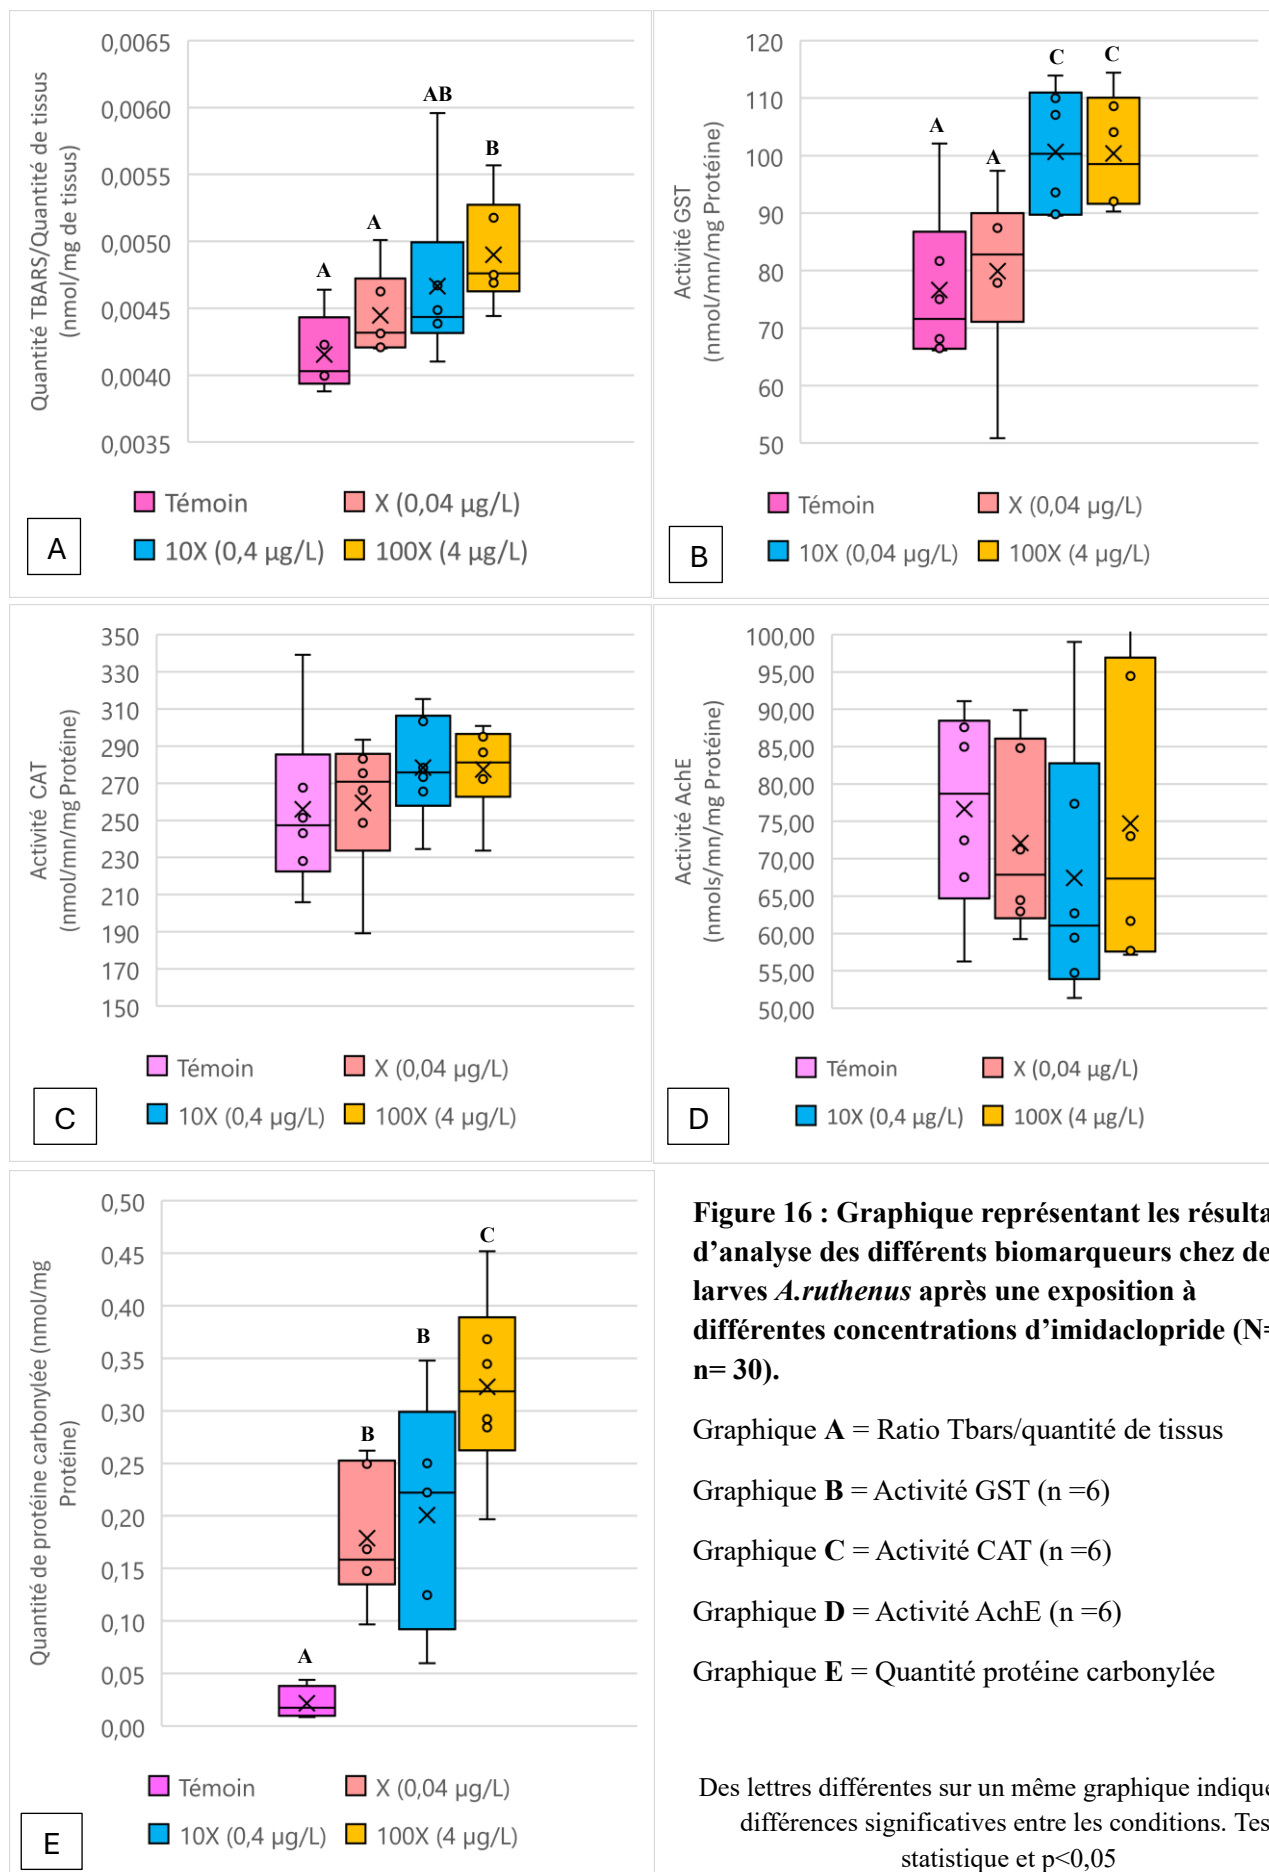 Quantité TBARS/Quantité de tissus
(nmol/mg de tissus)
0,0065
0,0060
0,0055
0,0050
0,0045
0,0040
0,0035
A
A
AB
B
Témoin
X (0,04 µg/L)
10X (0,4 µg/L)
100X (4 µg/L)
A
Activité GST
(nmol/mn/mg Protéine)
120
110
100
90
80
70
60
50
A
A
C
C
Témoin
X (0,04 µg/L)
10X (0,04 µg/L)
100X (4 µg/L)
B
Activité CAT
(nmol/mn/mg Protéine)
350
330
310
290
270
250
230
210
190
170
150
Témoin
X (0,04 µg/L)
10X (0,4 µg/L)
100X (4 µg/L)
C
Activité AchE
(nmols/mn/mg Protéine)
100,00
95,00
90,00
85,00
80,00
75,00
70,00
65,00
60,00
55,00
50,00
Témoin
X (0,04 µg/L)
10X (0,4 µg/L)
100X (4 µg/L)
D
Quantité de protéine carbonylée (nmol/mg
Protéine)
0,50
0,45
0,40
0,35
0,30
0,25
0,20
0,15
0,10
0,05
0,00
A
B
B
C
Témoin
X (0,04 µg/L)
10X (0,4 µg/L)
100X (4 µg/L)
E
Figure 16 : Graphique représentant les résulta
d’analyse des différents biomarqueurs chez de
larves A.ruthenus après une exposition à
différentes concentrations d’imidaclopride (N=
n= 30).
Graphique A = Ratio Tbars/quantité de tissus
Graphique B = Activité GST (n =6)
Graphique C = Activité CAT (n =6)
Graphique D = Activité AchE (n =6)
Graphique E = Quantité protéine carbonylée
Des lettres différentes sur un même graphique indique
différences significatives entre les conditions. Tes
statistique et p<0,05